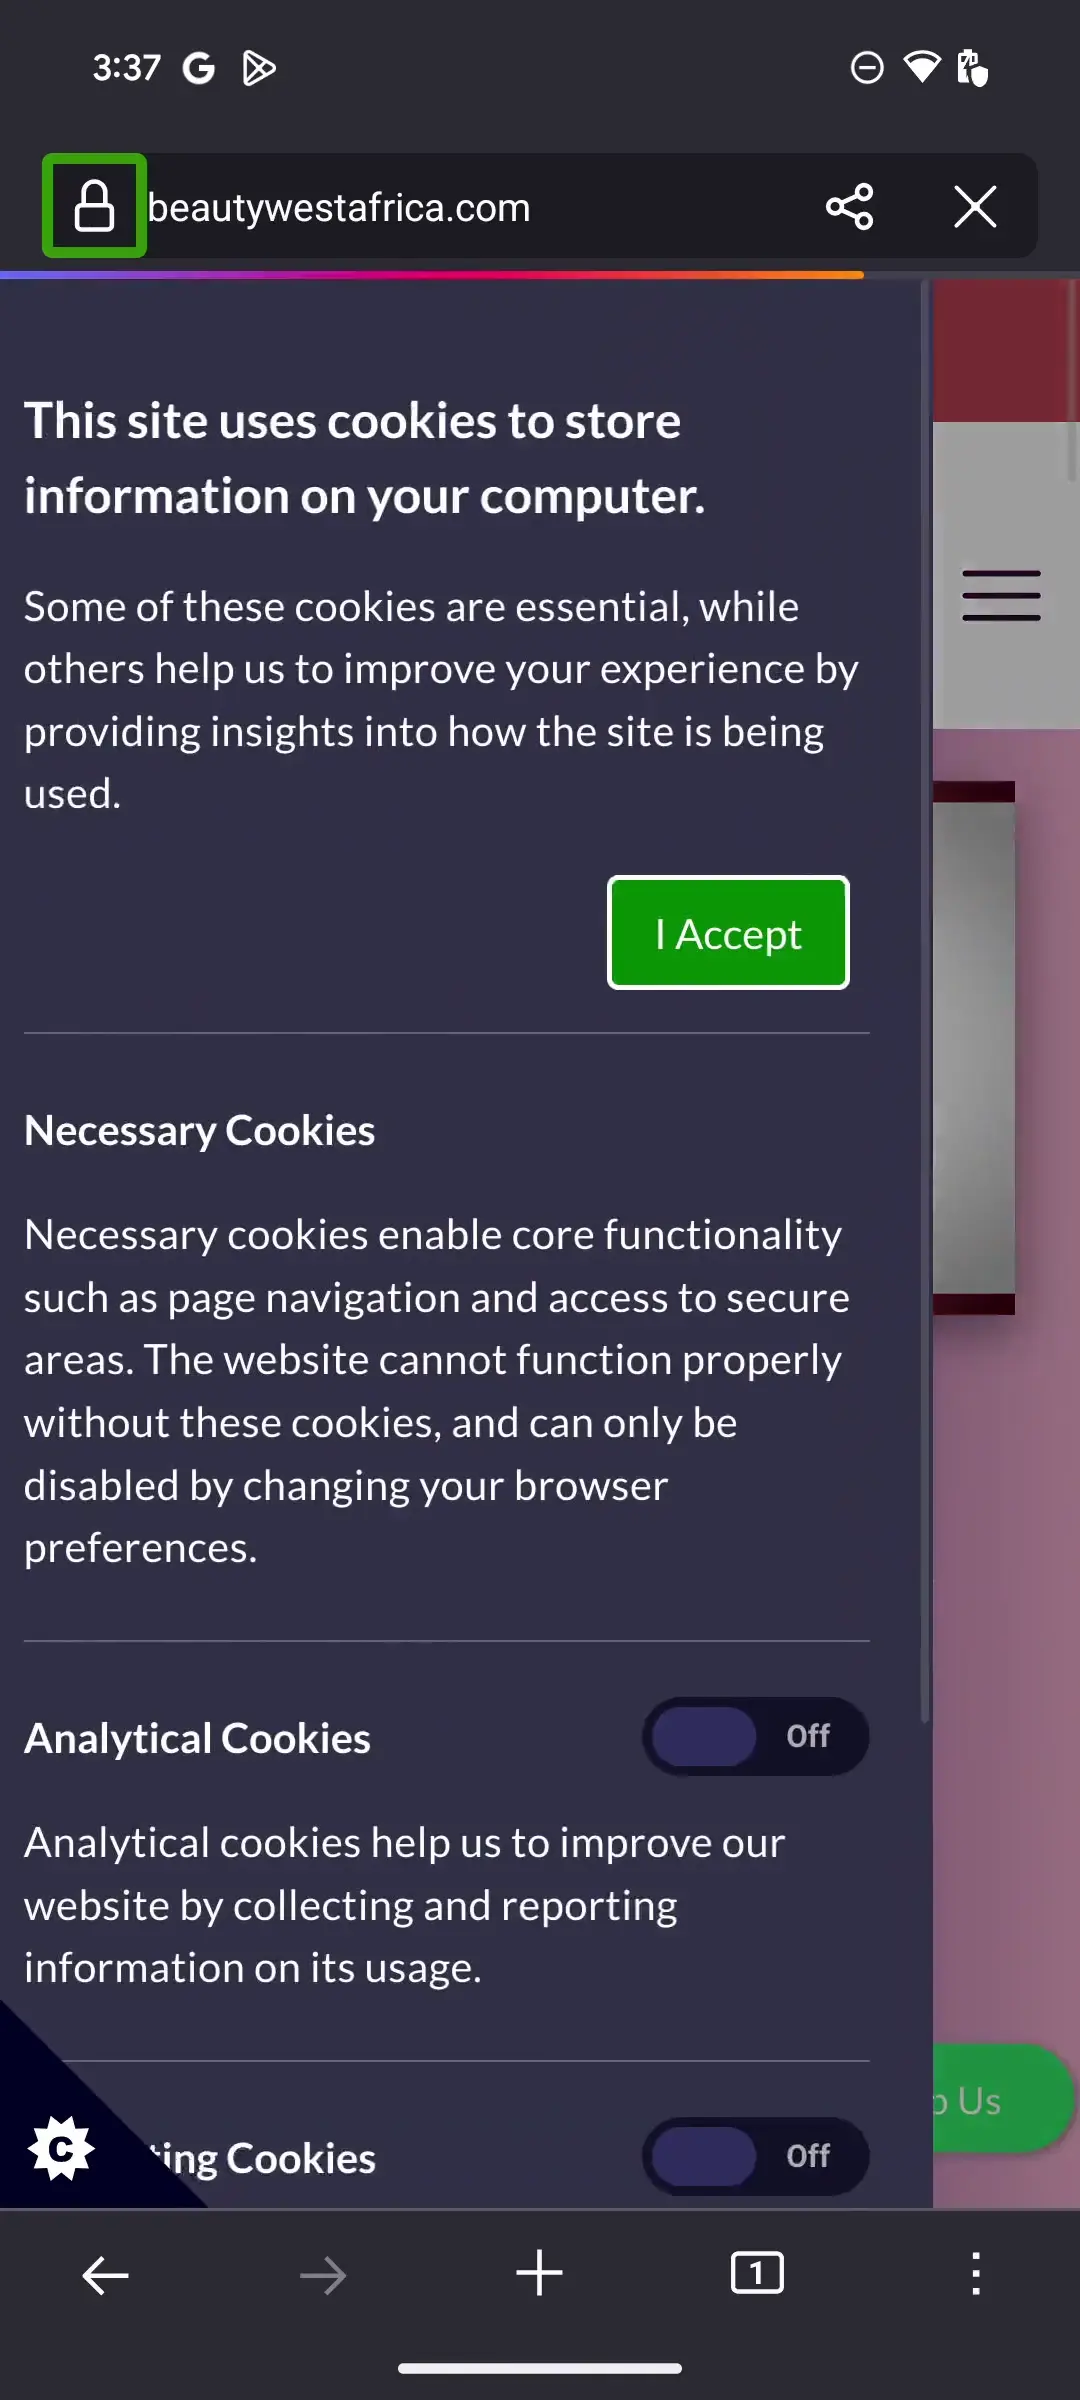 3:37
beautywestafrica.com
This site uses cookies to store
information on your computer.
Some of these cookies are essential, while
others help us to improve your experience by
providing insights into how the site is being
used.
I Accept
Necessary Cookies
Necessary cookies enable core functionality
such as page navigation and access to secure
areas. The website cannot function properly
without these cookies, and can only be
disabled by changing your browser
preferences.
Analytical Cookies
Off
Analytical cookies help us to improve our
website by collecting and reporting
information on its usage.
Us
C
ting Cookies
Off
1